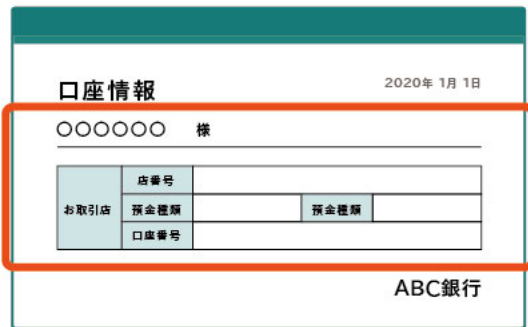 口座情報
2020年 1月 1日
○○○○○○ 様
店番号
お取引店 預金種類 預金種類
口座番号
ABC銀行